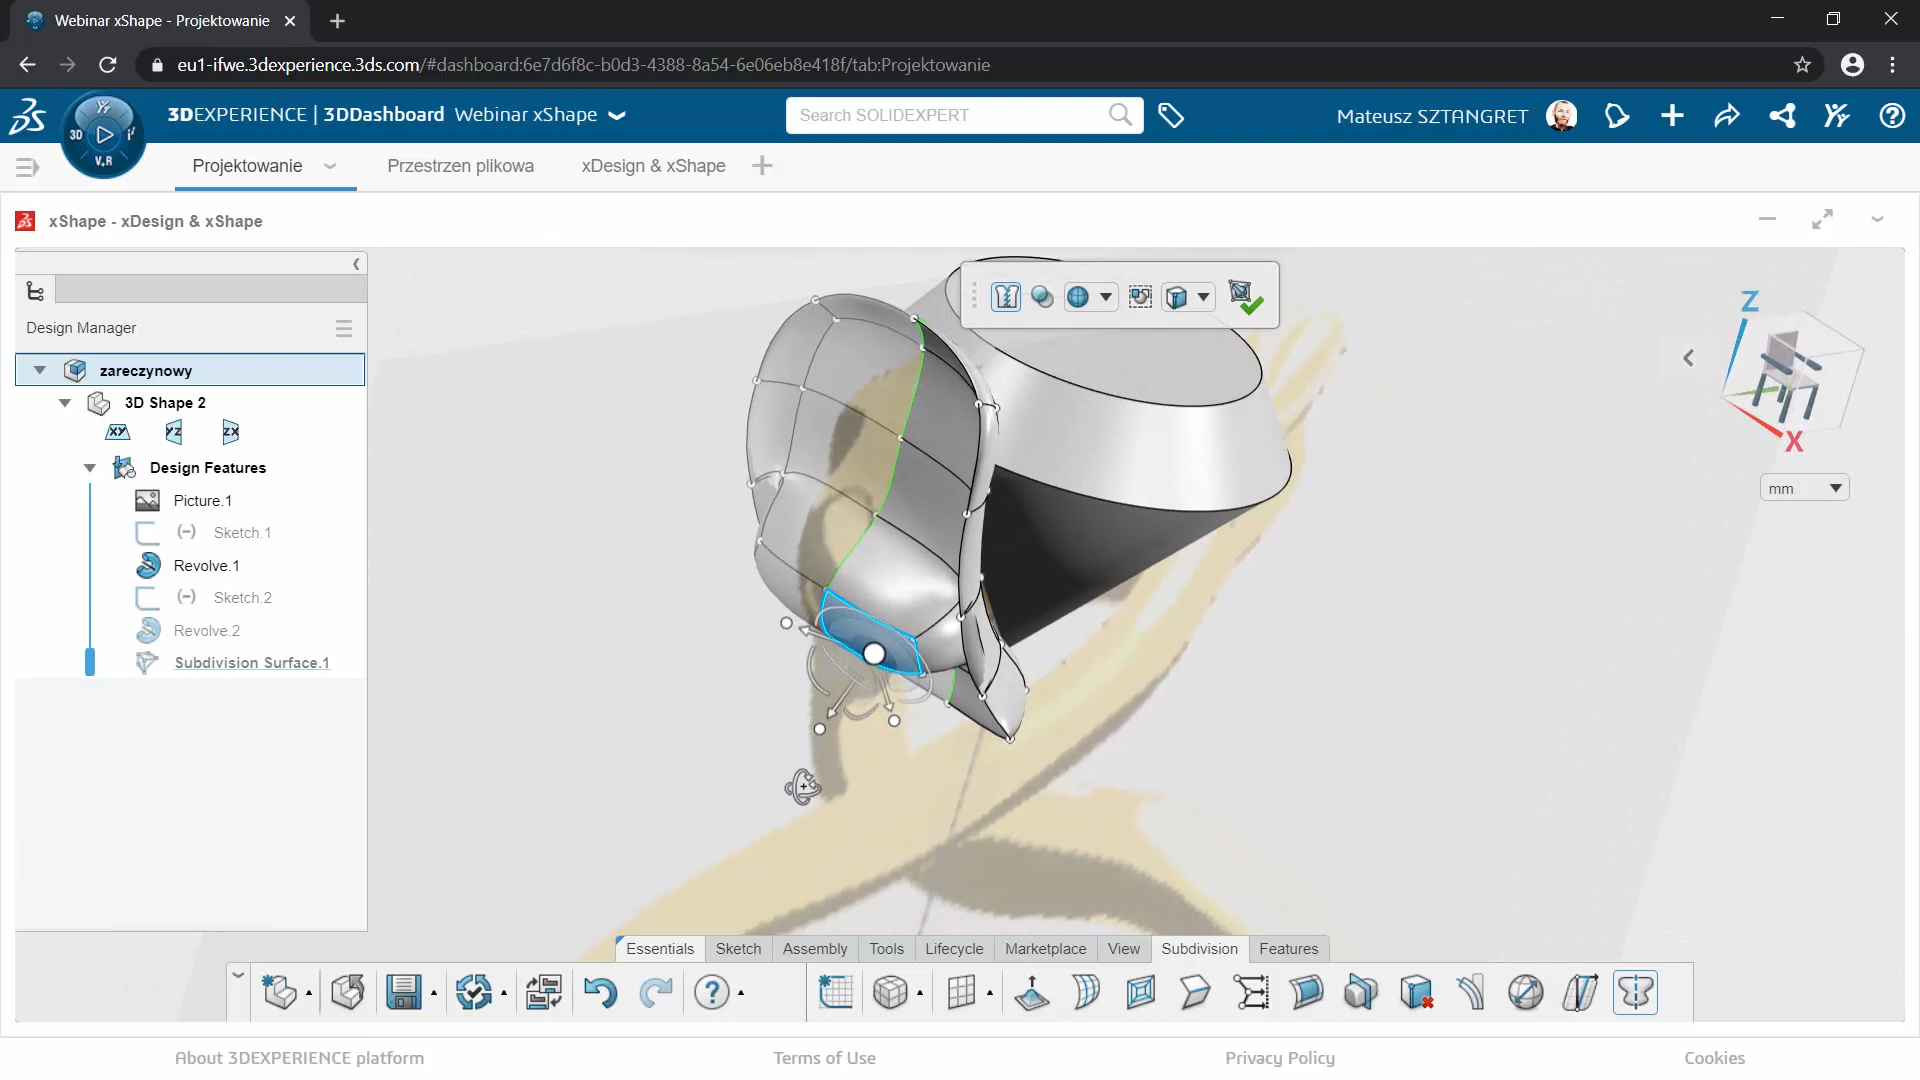 Webinar xShape - Projektowanie
eu1-ifwe.3dexperience.3ds.com/#dashboard:6e7d6f8c-b0d3-4388-8a54-6e06eb8e418f/tab:Projektowanie
3D
V.R
3DEXPERIENCE | 3DDashboard Webinar xShape
Search SOLIDEXPERT
Mateusz SZTANGRET
Projektowanie
Przestrzen plikowa
xDesign & xShape
xShape - xDesign & xShape
Design Manager
zareczynowy
3D Shape 2
XY
YZ
ZX
Design Features
Picture.1
(-) Sketch.1
Revolve.1
(-) Sketch.2
Revolve.2
Subdivision Surface.1
Z
X
mm
Essentials
Sketch
Assembly
Tools
Lifecycle
Marketplace
View
Subdivision
Features
About 3DEXPERIENCE platform
Terms of Use
Privacy Policy
Cookies